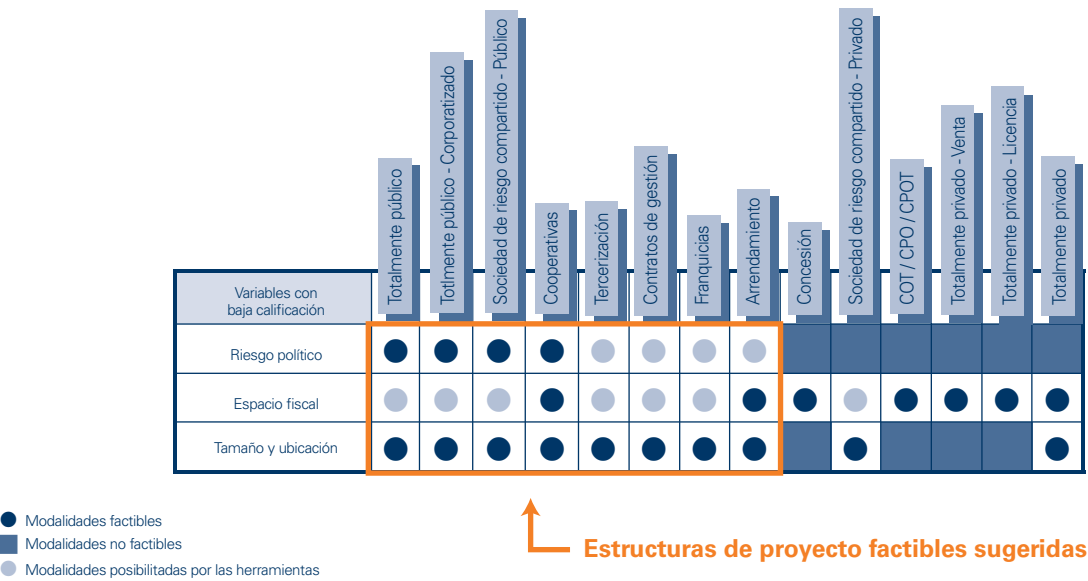 Totalmente público
Totlmente público - Corporatizado
Sociedad de riesgo compartido - Público
Cooperativas
Tercerización
Contratos de gestión
Franquicias
Arrendamiento
Concesión
Sociedad de riesgo compartido - Privado
COT / CPO / CPOT
Totalmente privado - Venta
Totalmente privado - Licencia
Totalmente privado
Variables con
baja calificación
Riesgo político
Espacio fiscal
Tamaño y ubicación
Modalidades factibles
Modalidades no factibles
Modalidades posibilitadas por las herramientas
Estructuras de proyecto factibles sugeridas